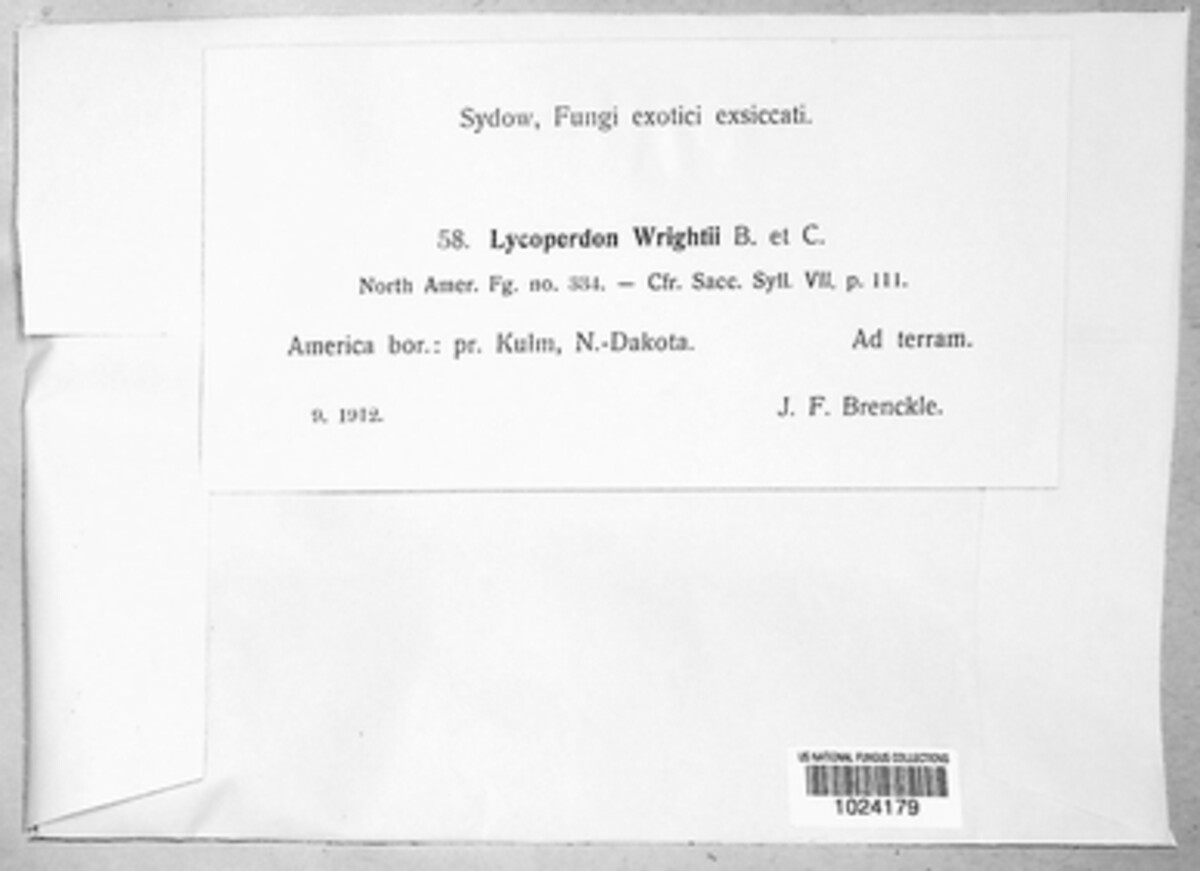 Sydow, Fungi exotici exsiccati.
58. Lycoperdon Wrightii B. et C.
North Amer. Fg. no. 334. — Cfr. Sacc. Syll. VII, p. 111.
America bor.: pr. Kulm, N.-Dakota. Ad terram.
9. 1912. J. F. Brenckle.
US NATIONAL FUNGUS COLLECTIONS
1024179